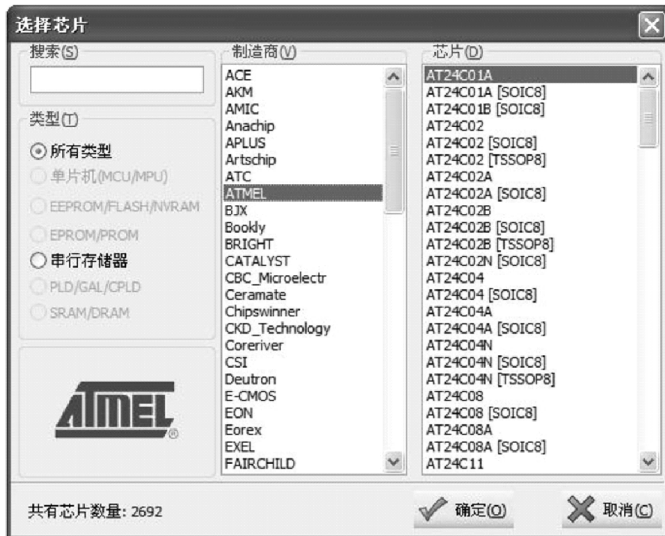 选择芯片
搜索(S)
类型(T)
所有类型
单片机(MCU/MPU)
EEPROM/FLASH/NVRAM
EPROM/PROM
串行存储器
PLD/GAL/CPLD
SRAM/DRAM
ATMEL
®
制造商(V)
ACE
AKM
AMIC
Anachip
APLUS
Artschip
ATC
ATMEL
BJX
Bookly
BRIGHT
CATALYST
CBC_Microelectr
Ceramate
Chipswinner
CKD_Technology
Coreriver
CSI
Deutron
E-CMOS
EON
Eorex
EXEL
FAIRCHILD
芯片(D)
AT24C01A
AT24C01A [SOIC8]
AT24C01B [SOIC8]
AT24C02
AT24C02 [SOIC8]
AT24C02 [TSSOP8]
AT24C02A
AT24C02A [SOIC8]
AT24C02B
AT24C02B [SOIC8]
AT24C02B [TSSOP8]
AT24C02N [SOIC8]
AT24C04
AT24C04 [SOIC8]
AT24C04A
AT24C04A [SOIC8]
AT24C04N
AT24C04N [SOIC8]
AT24C04N [TSSOP8]
AT24C08
AT24C08 [SOIC8]
AT24C08A
AT24C08A [SOIC8]
AT24C11
共有芯片数量: 2692
确定(O)
取消(C)